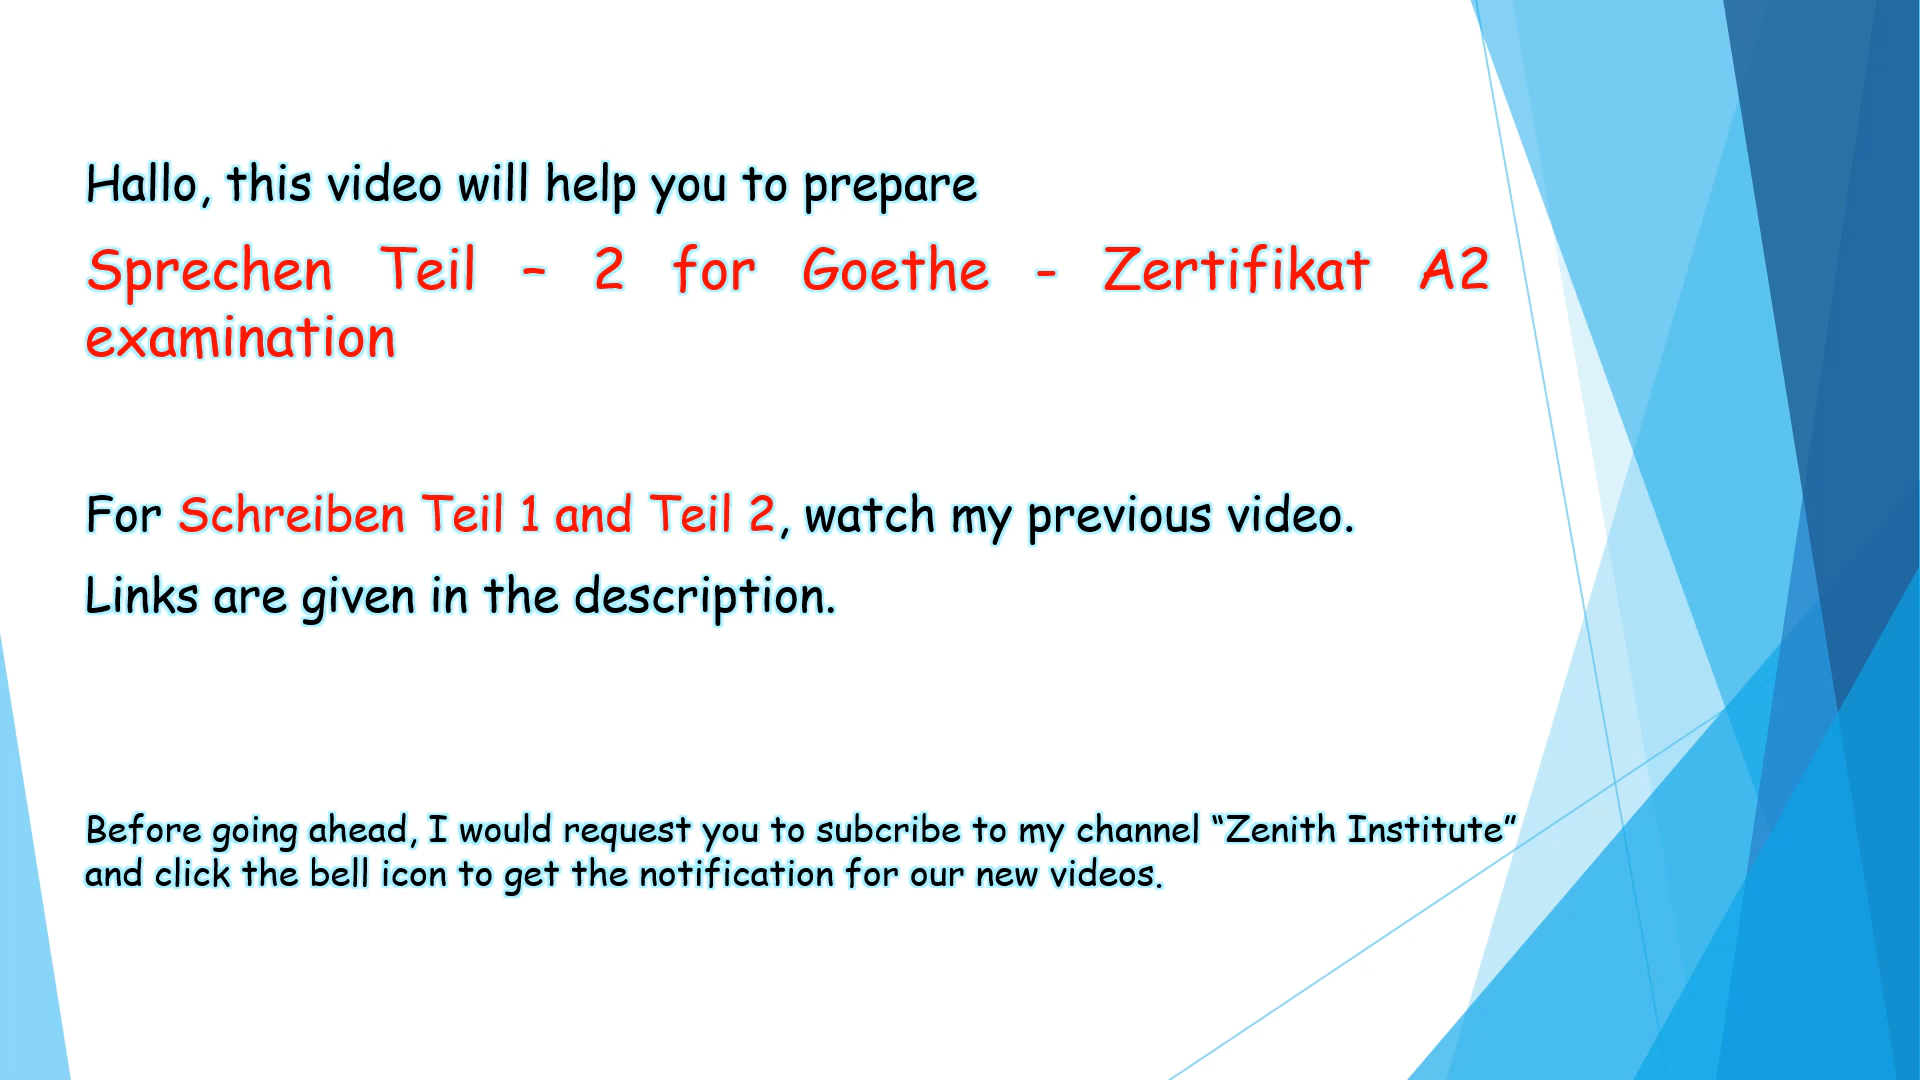 Hallo, this video will help you to prepare
Sprechen Teil – 2 for Goethe - Zertifikat A2
examination
For Schreiben Teil 1 and Teil 2, watch my previous video.
Links are given in the description.
Before going ahead, I would request you to subcribe to my channel “Zenith Institute”
and click the bell icon to get the notification for our new videos.